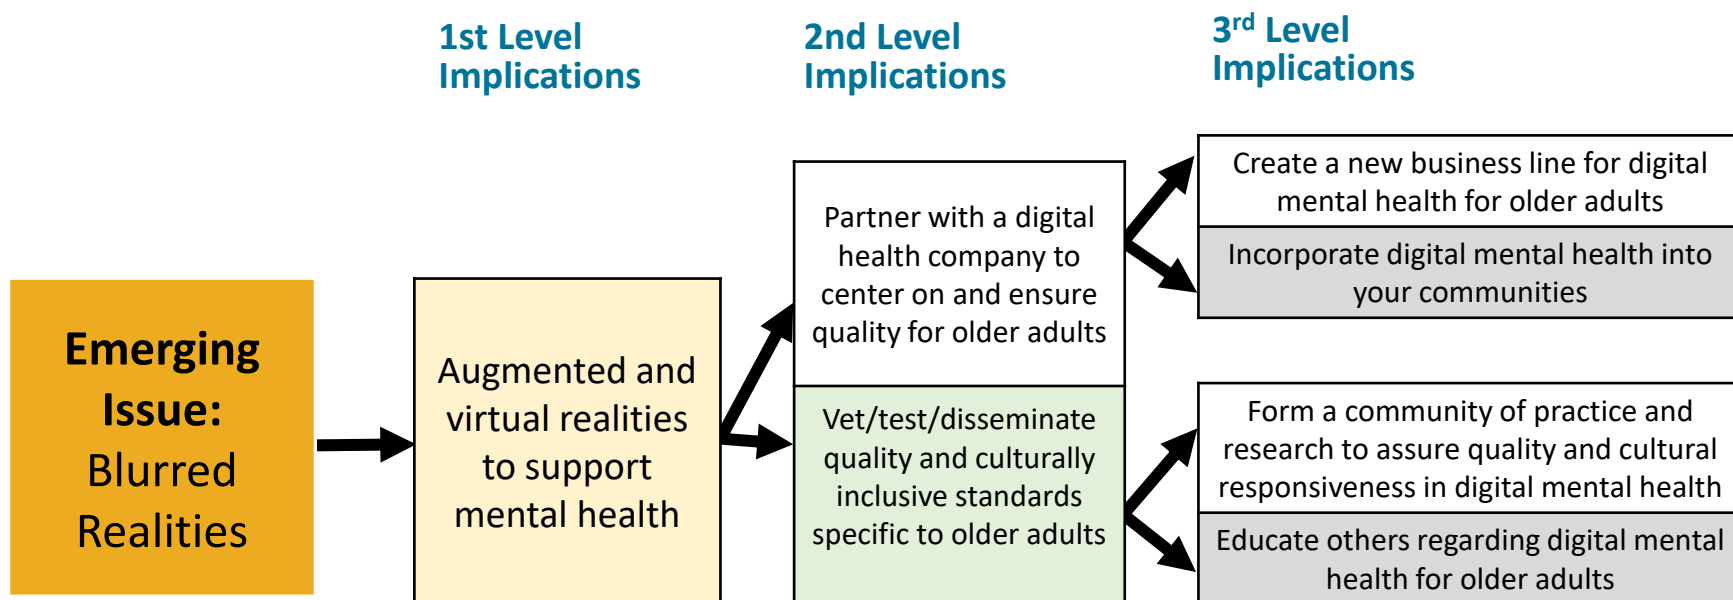 1st Level
Implications
2nd Level
Implications
3rd Level
Implications
Emerging
Issue:
Blurred
Realities
Augmented and
virtual realities
to support
mental health
Partner with a digital
health company to
center on and ensure
quality for older adults
Vet/test/disseminate
quality and culturally
inclusive standards
specific to older adults
Create a new business line for digital
mental health for older adults
Incorporate digital mental health into
your communities
Form a community of practice and
research to assure quality and cultural
responsiveness in digital mental health
Educate others regarding digital mental
health for older adults